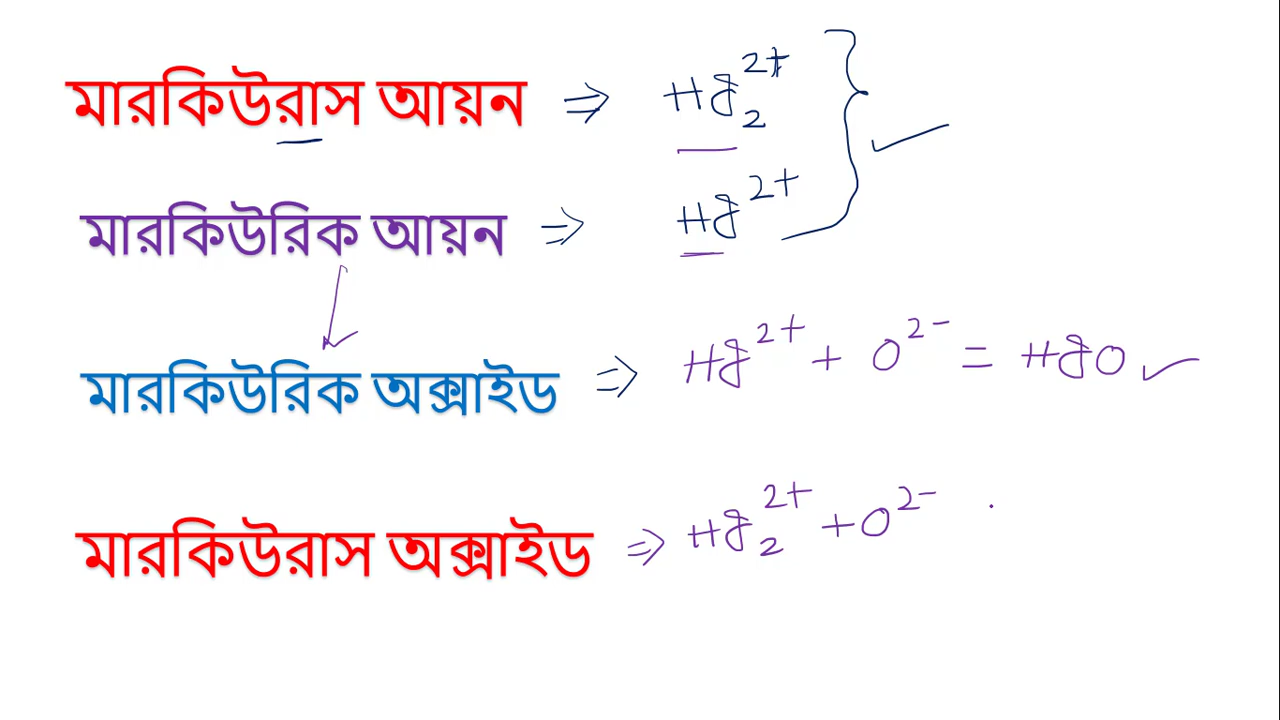 মারকিউরাস আয়ন ⇒ Hg₂²⁺
মারকিউরিক আয়ন ⇒ Hg²⁺
মারকিউরিক অক্সাইড ⇒ Hg²⁺ + O²⁻ = HgO
মারকিউরাস অক্সাইড ⇒ Hg₂²⁺ + O²⁻